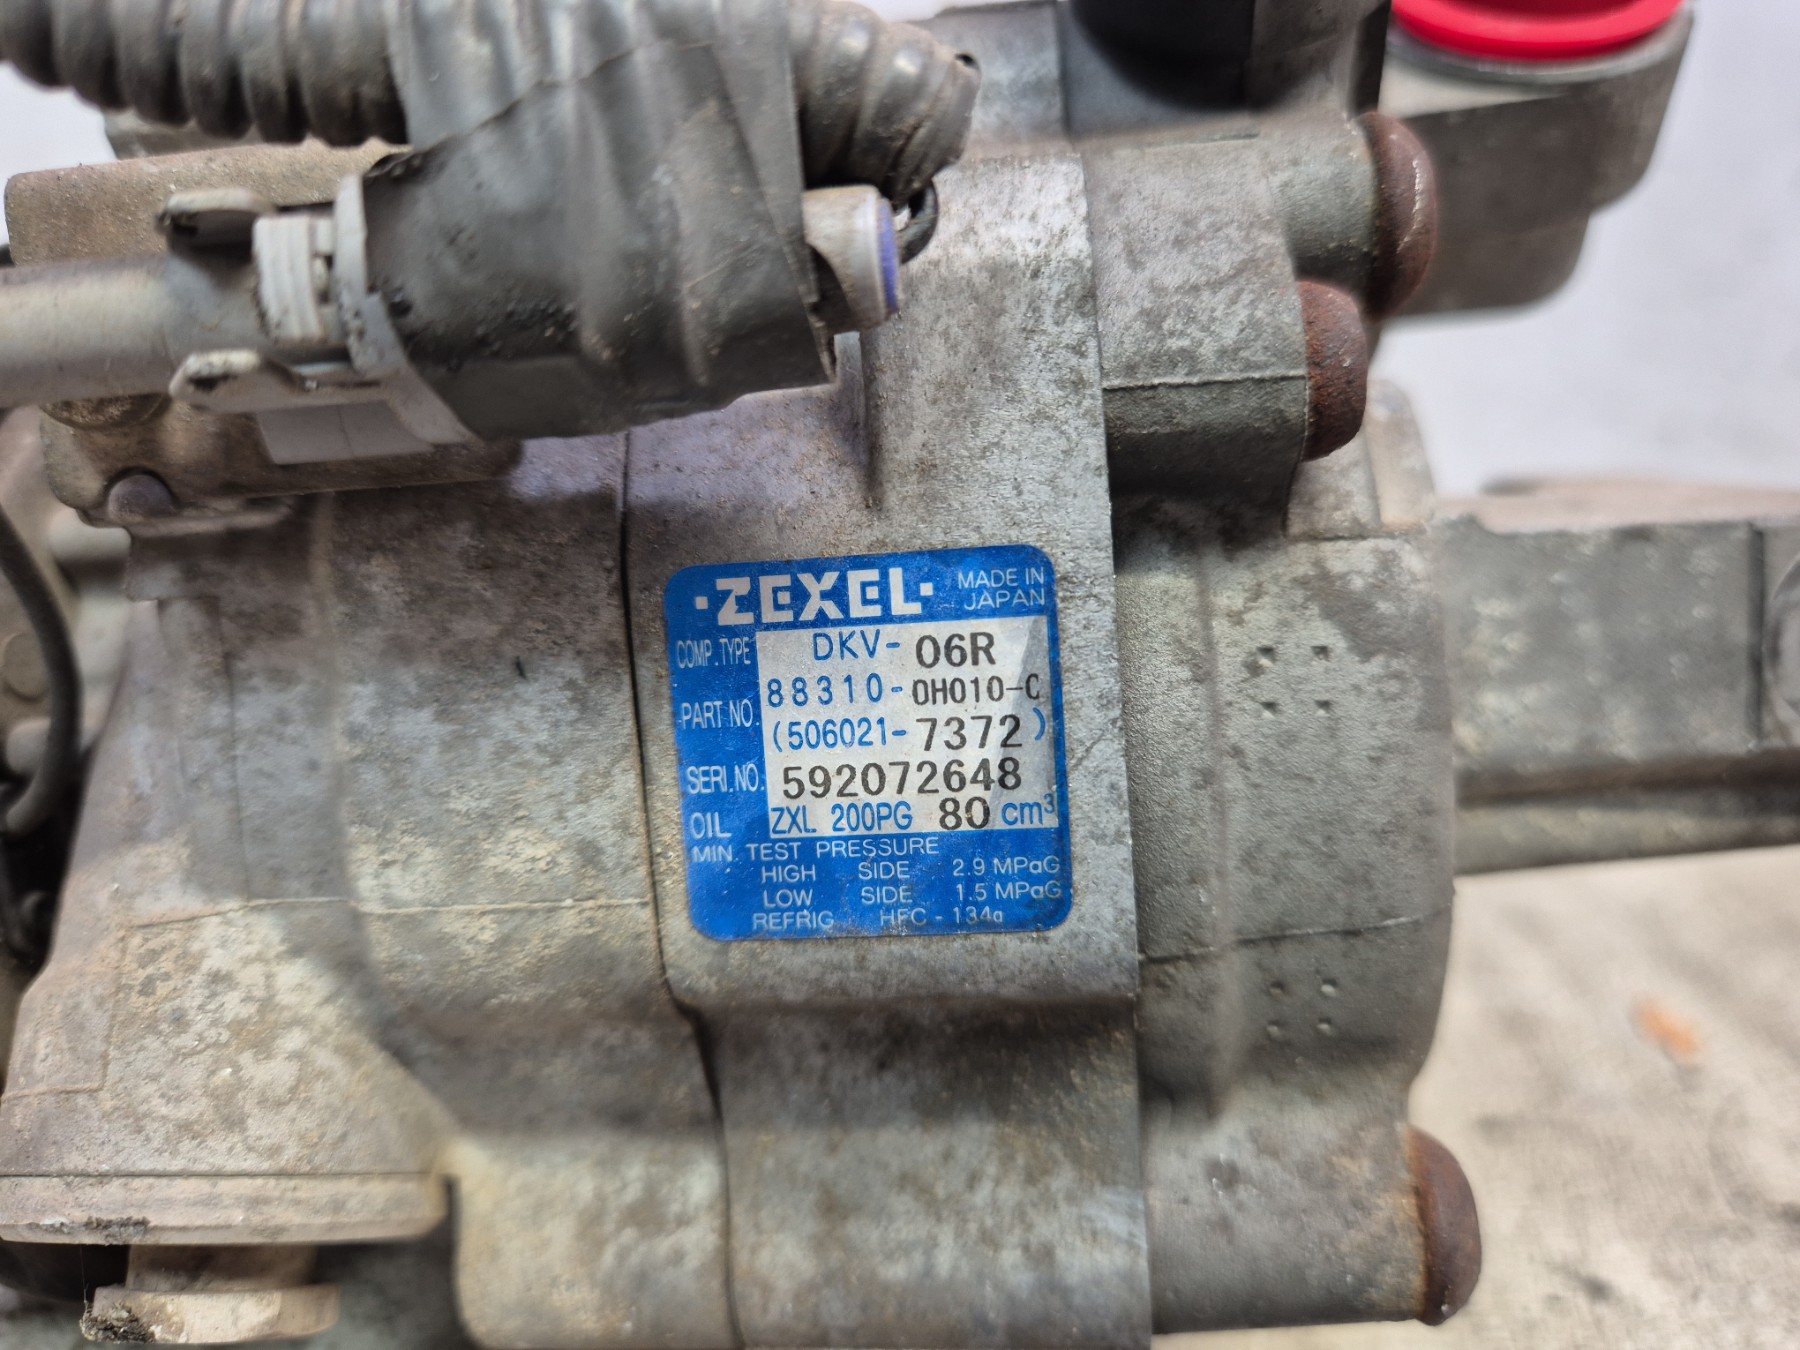 ·ZEXEL· MADE IN JAPAN
COMP.TYPE DKV-06R
PART NO. 88310-0H010-C
(506021-7372)
SERI.NO. 592072648
OIL ZXL 200PG 80 cm³
MIN. TEST PRESSURE
HIGH SIDE 2.9 MPaG
LOW SIDE 1.5 MPaG
REFRIG HFC-134a